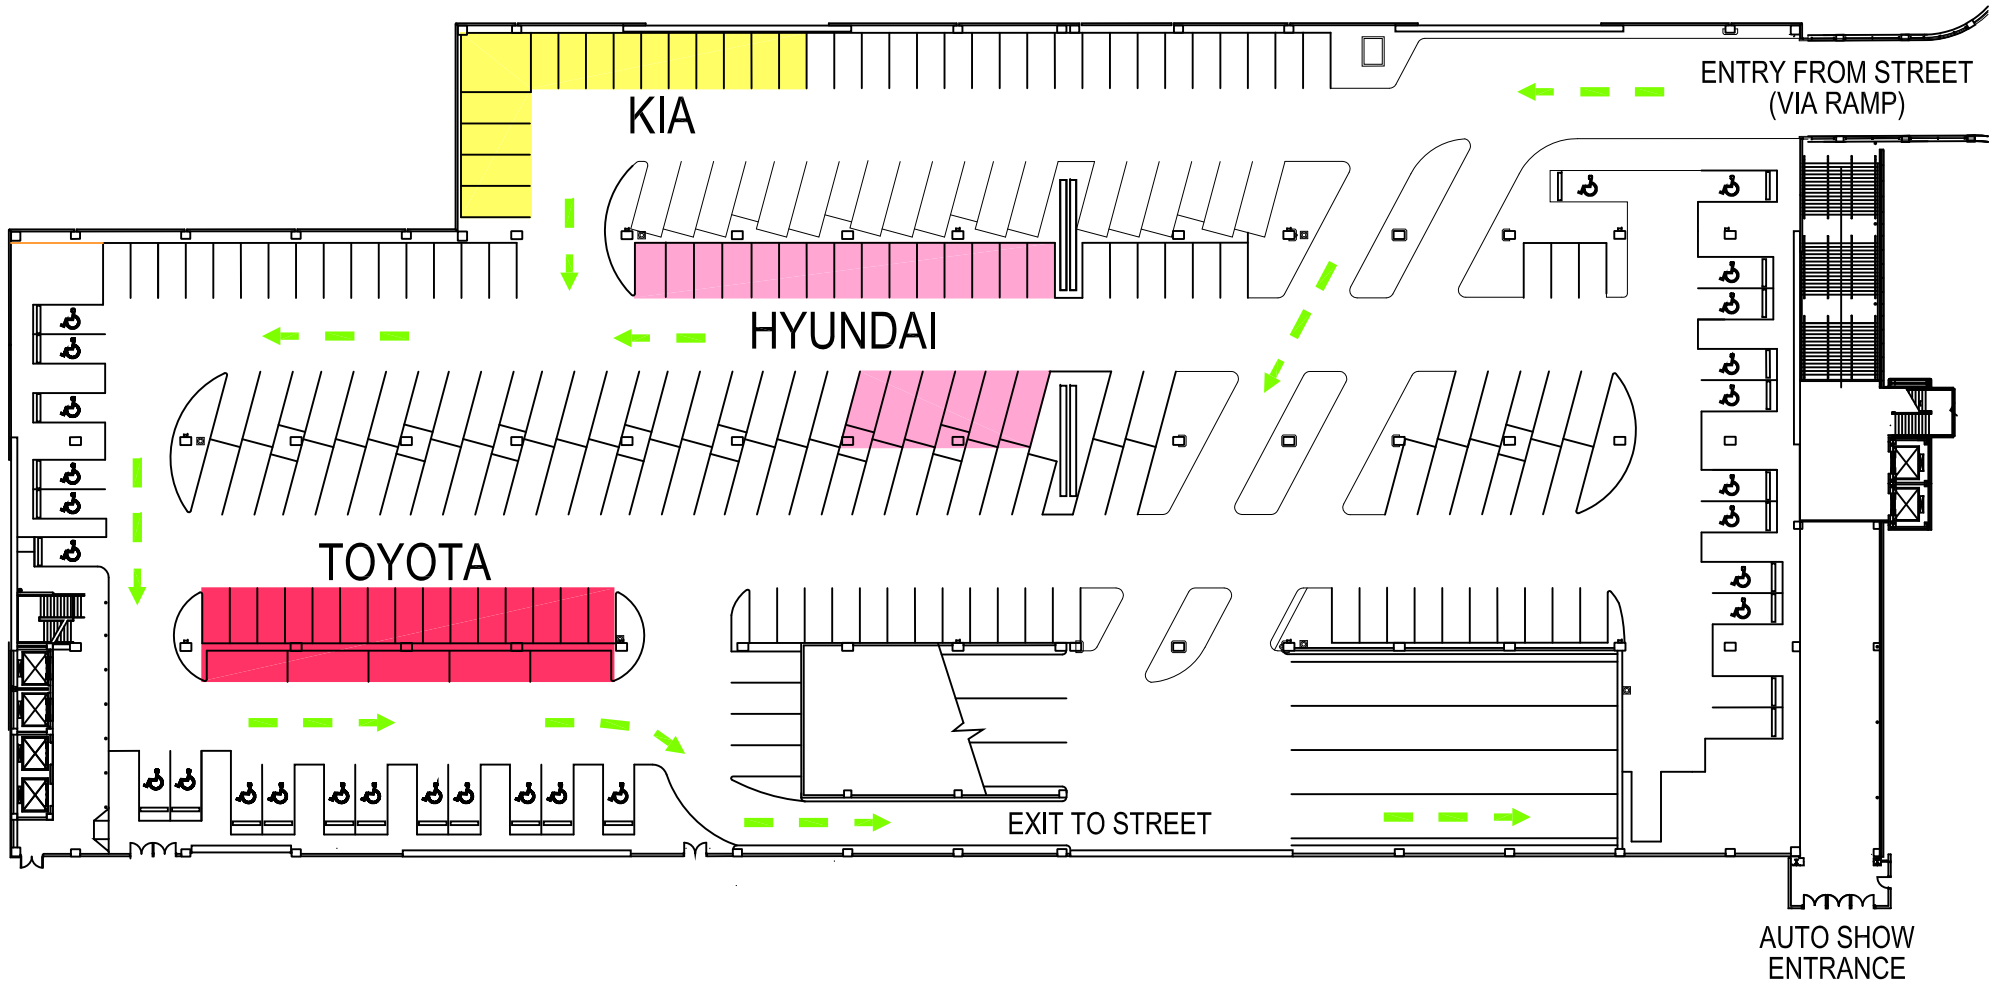 ENTRY FROM STREET
(VIA RAMP)
KIA
HYUNDAI
TOYOTA
EXIT TO STREET
AUTO SHOW
ENTRANCE